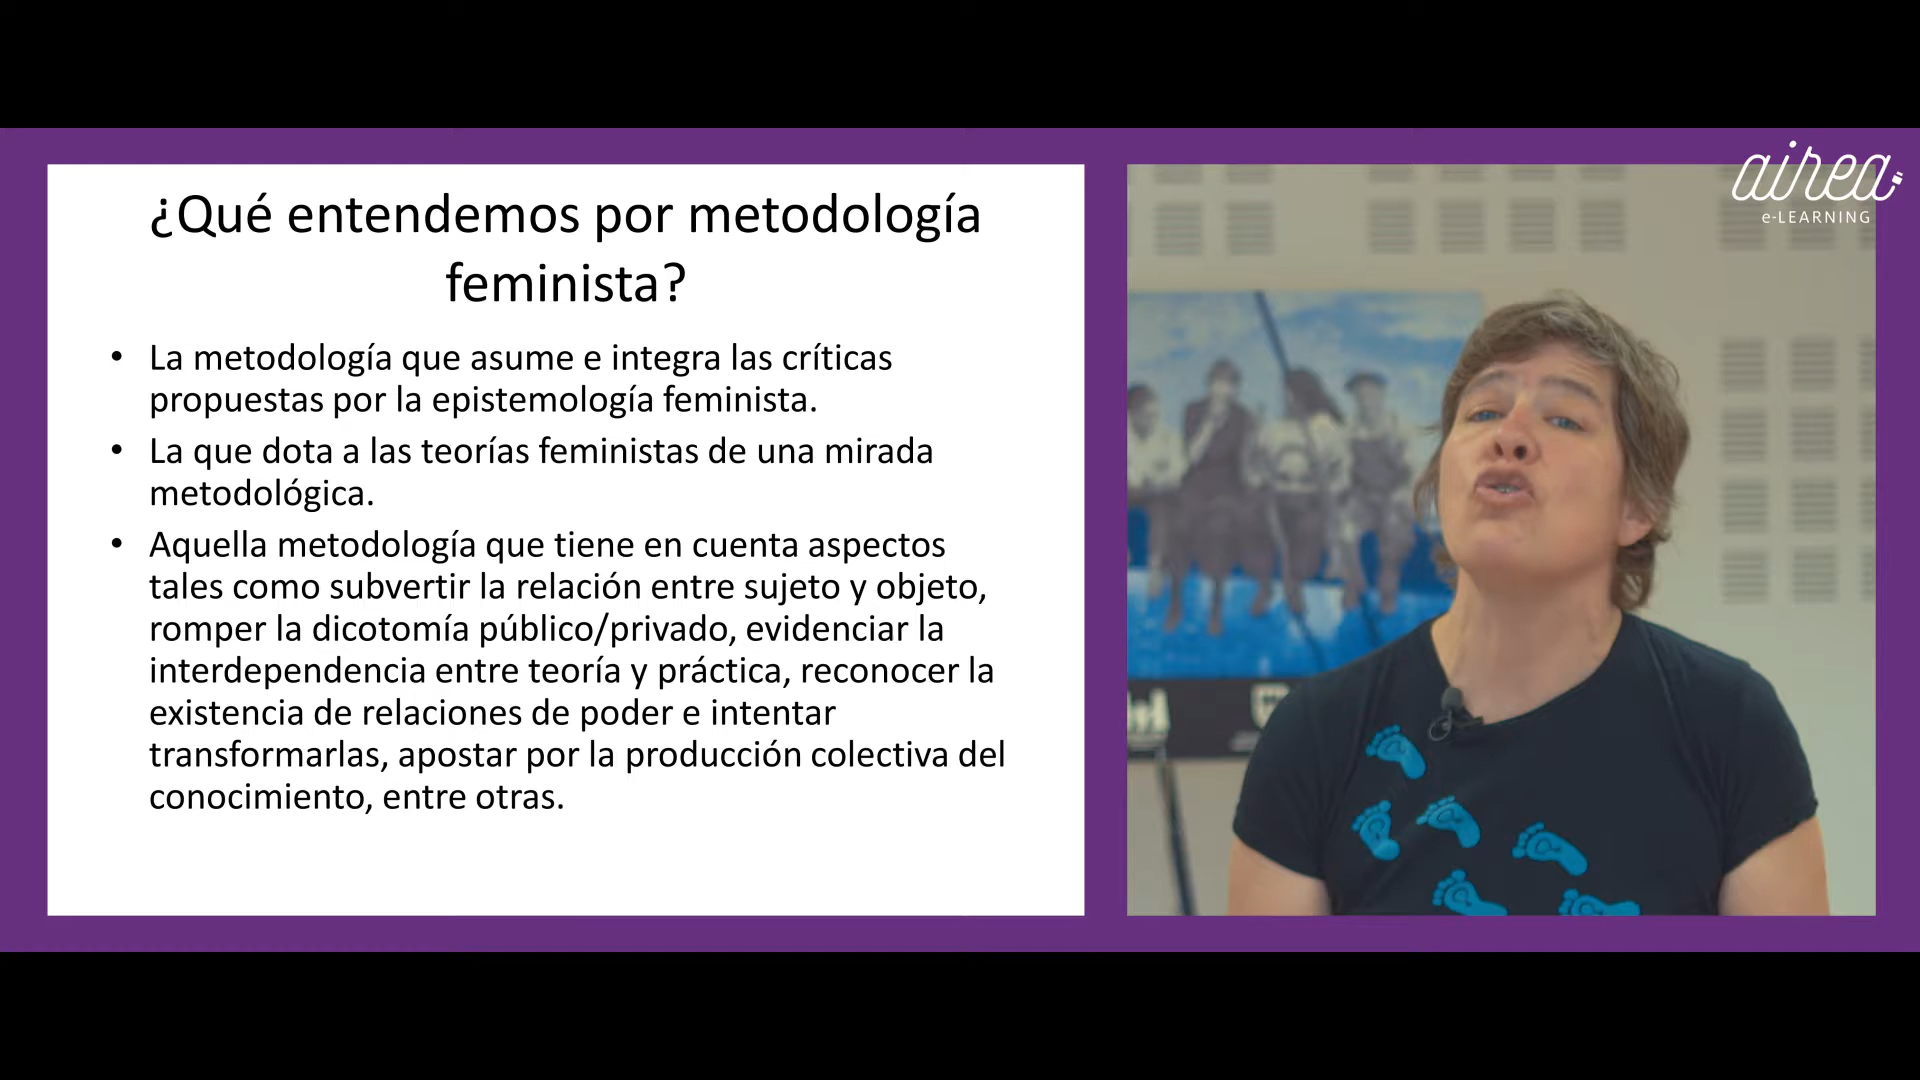 ¿Qué entendemos por metodología
feminista?
• La metodología que asume e integra las críticas
propuestas por la epistemología feminista.
• La que dota a las teorías feministas de una mirada
metodológica.
• Aquella metodología que tiene en cuenta aspectos
tales como subvertir la relación entre sujeto y objeto,
romper la dicotomía público/privado, evidenciar la
interdependencia entre teoría y práctica, reconocer la
existencia de relaciones de poder e intentar
transformarlas, apostar por la producción colectiva del
conocimiento, entre otras.
airea
e-LEARNING